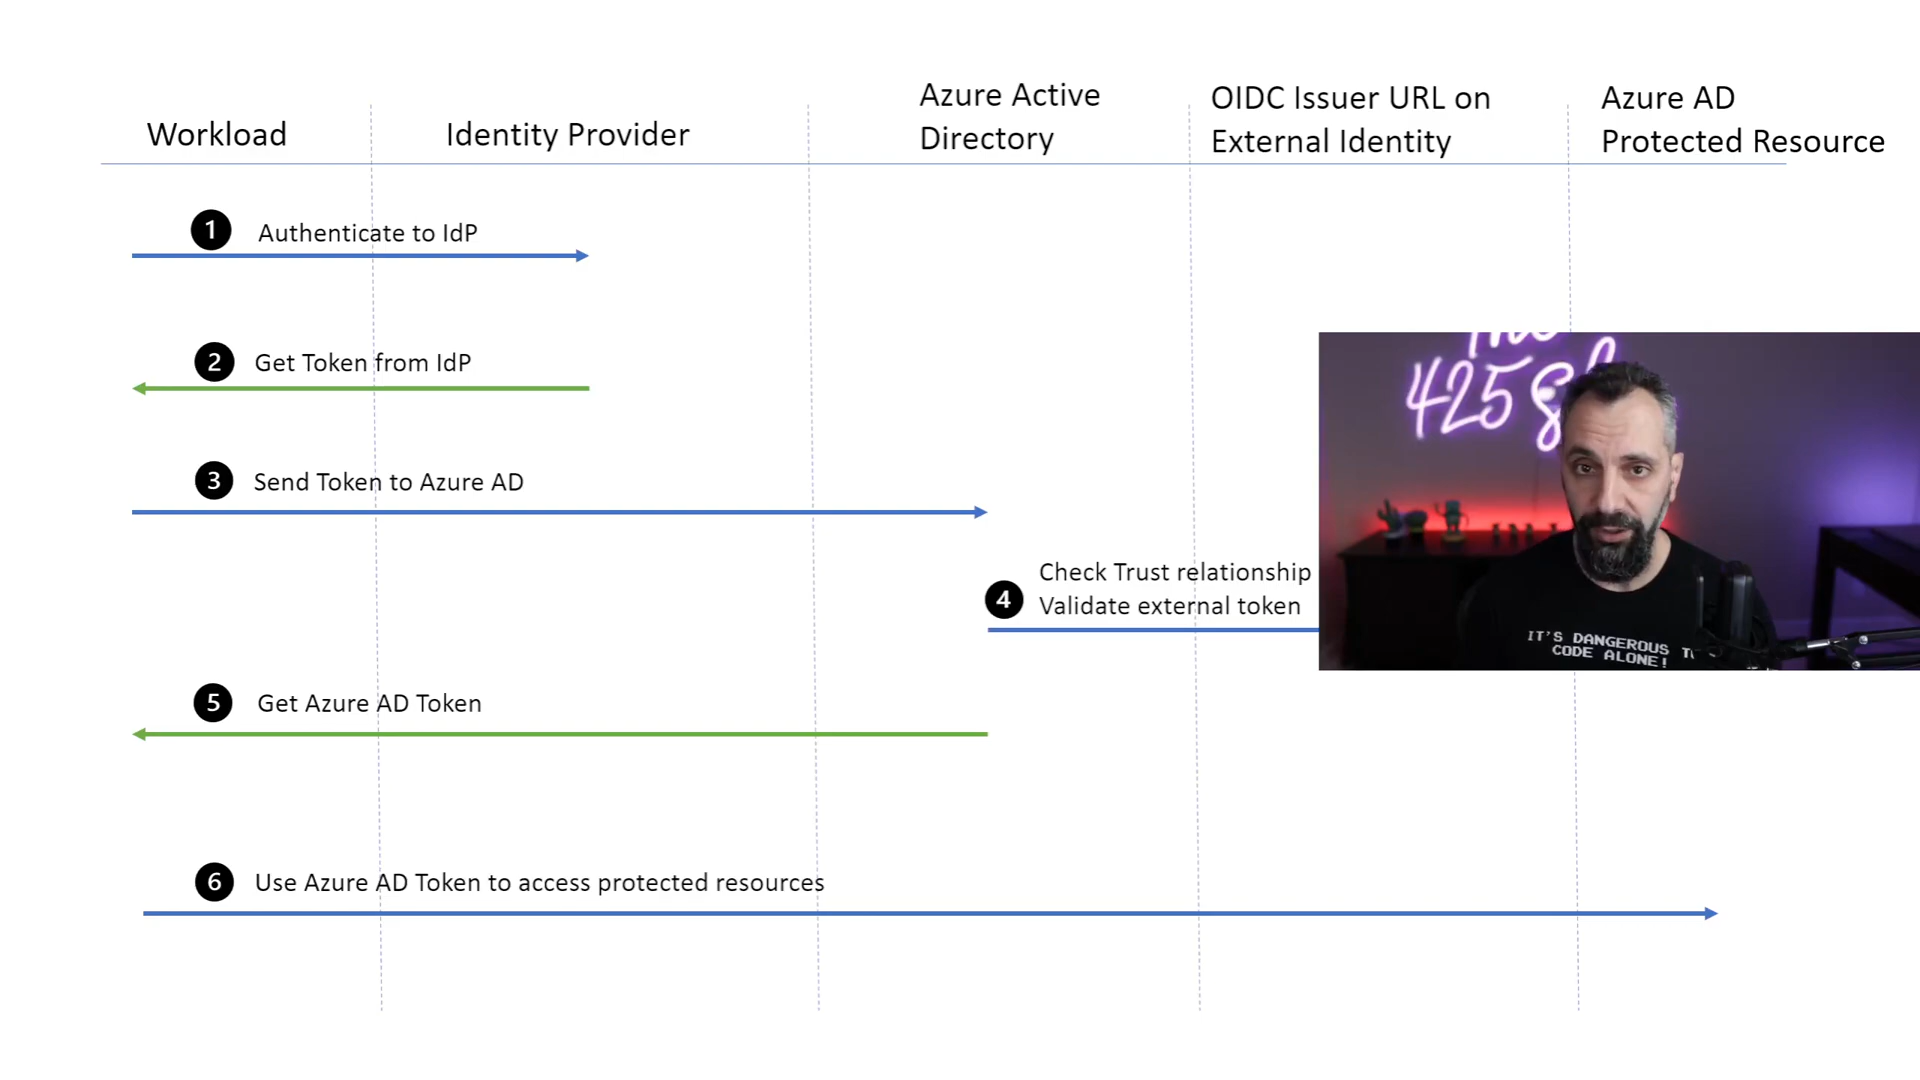 Workload
Identity Provider
Azure Active
Directory
OIDC Issuer URL on
External Identity
Azure AD
Protected Resource
1 Authenticate to IdP
2 Get Token from IdP
3 Send Token to Azure AD
4 Check Trust relationship
Validate external token
5 Get Azure AD Token
6 Use Azure AD Token to access protected resources
425
IT'S DANGEROUS
CODE ALONE!